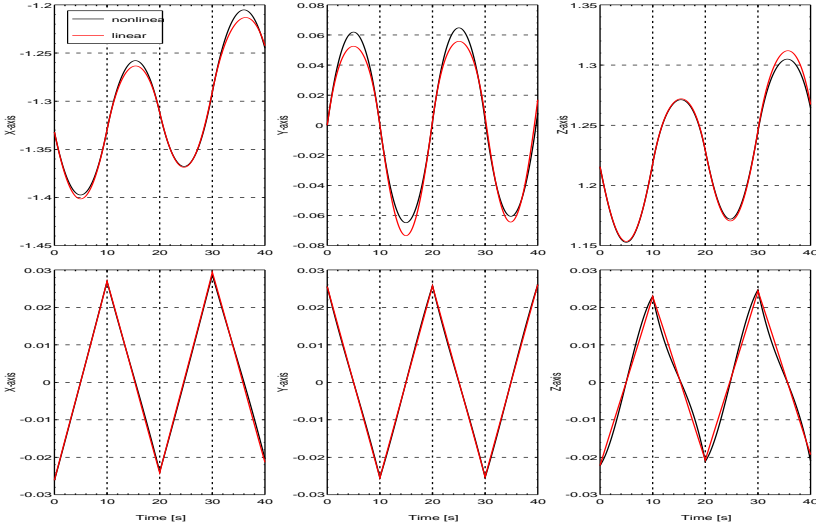 -1.2
-1.25
-1.3
-1.35
-1.4
-1.45
X-axis
nonlinea
linear
0 10 20 30 40
0.08
0.06
0.04
0.02
0
-0.02
-0.04
-0.06
-0.08
Y-axis
0 10 20 30 40
1.35
1.3
1.25
1.2
1.15
Z-axis
0 10 20 30 40
0.03
0.02
0.01
0
-0.01
-0.02
-0.03
X-axis
0 10 20 30 40
Time [s]
0.03
0.02
0.01
0
-0.01
-0.02
-0.03
Y-axis
0 10 20 30 40
Time [s]
0.03
0.02
0.01
0
-0.01
-0.02
-0.03
Z-axis
0 10 20 30 40
Time [s]